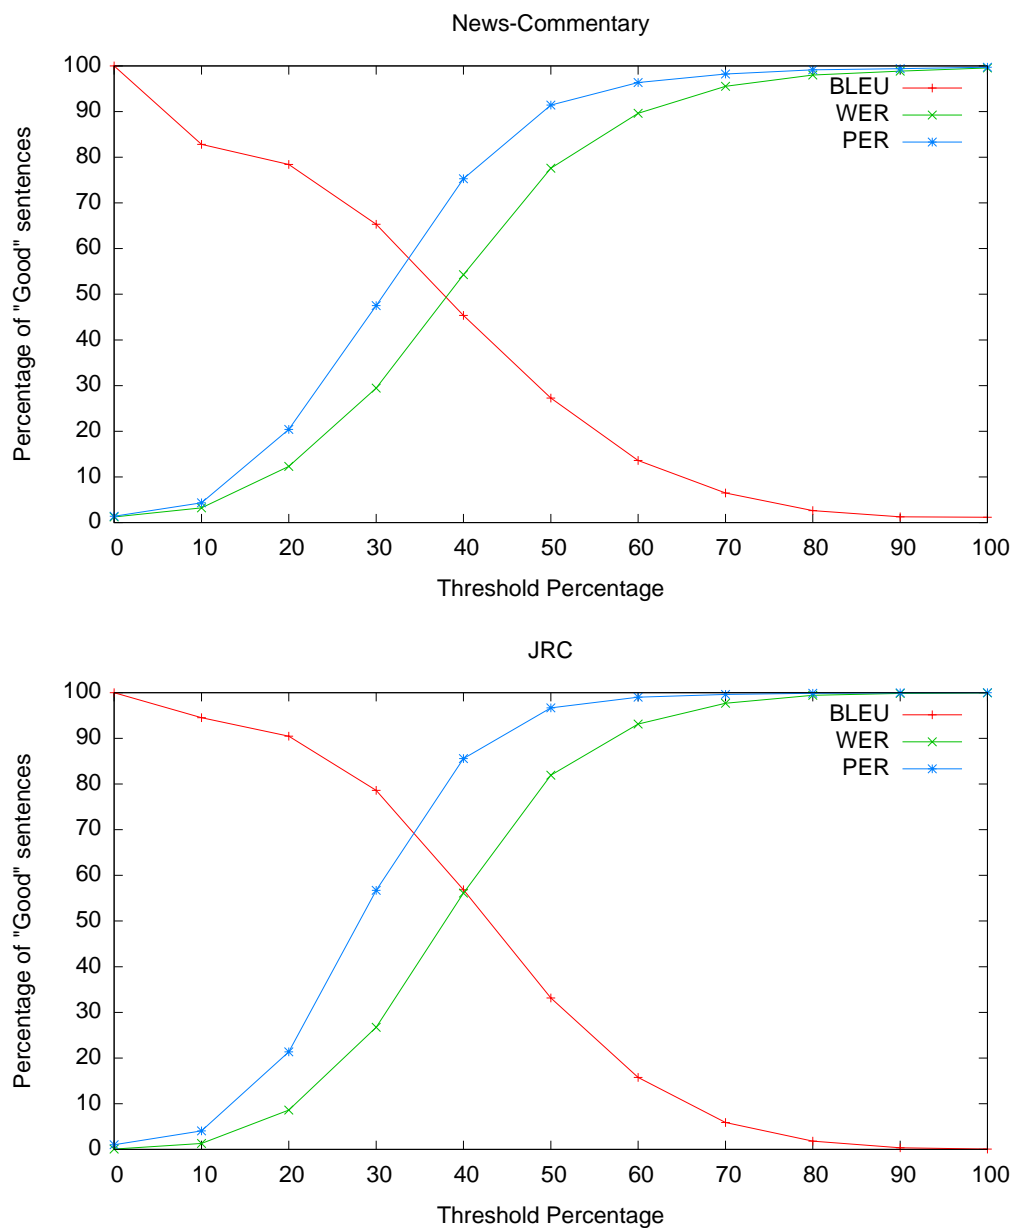 News-Commentary
100
90
80
70
60
50
40
30
20
10
0
Percentage of "Good" sentences
BLEU
WER
PER
0 10 20 30 40 50 60 70 80 90 100
Threshold Percentage
JRC
100
90
80
70
60
50
40
30
20
10
0
Percentage of "Good" sentences
BLEU
WER
PER
0 10 20 30 40 50 60 70 80 90 100
Threshold Percentage